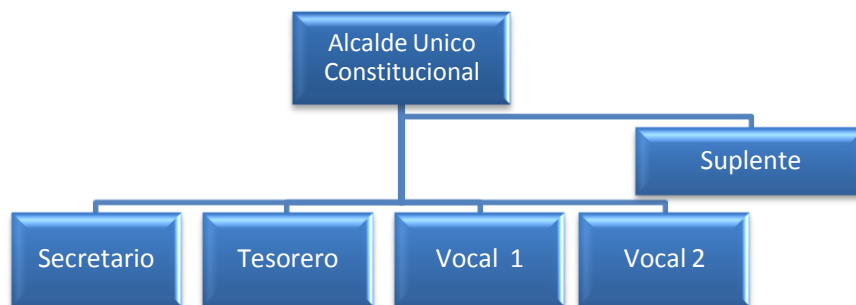 Alcalde Unico
Constitucional
Suplente
Secretario
Tesorero
Vocal 1
Vocal 2